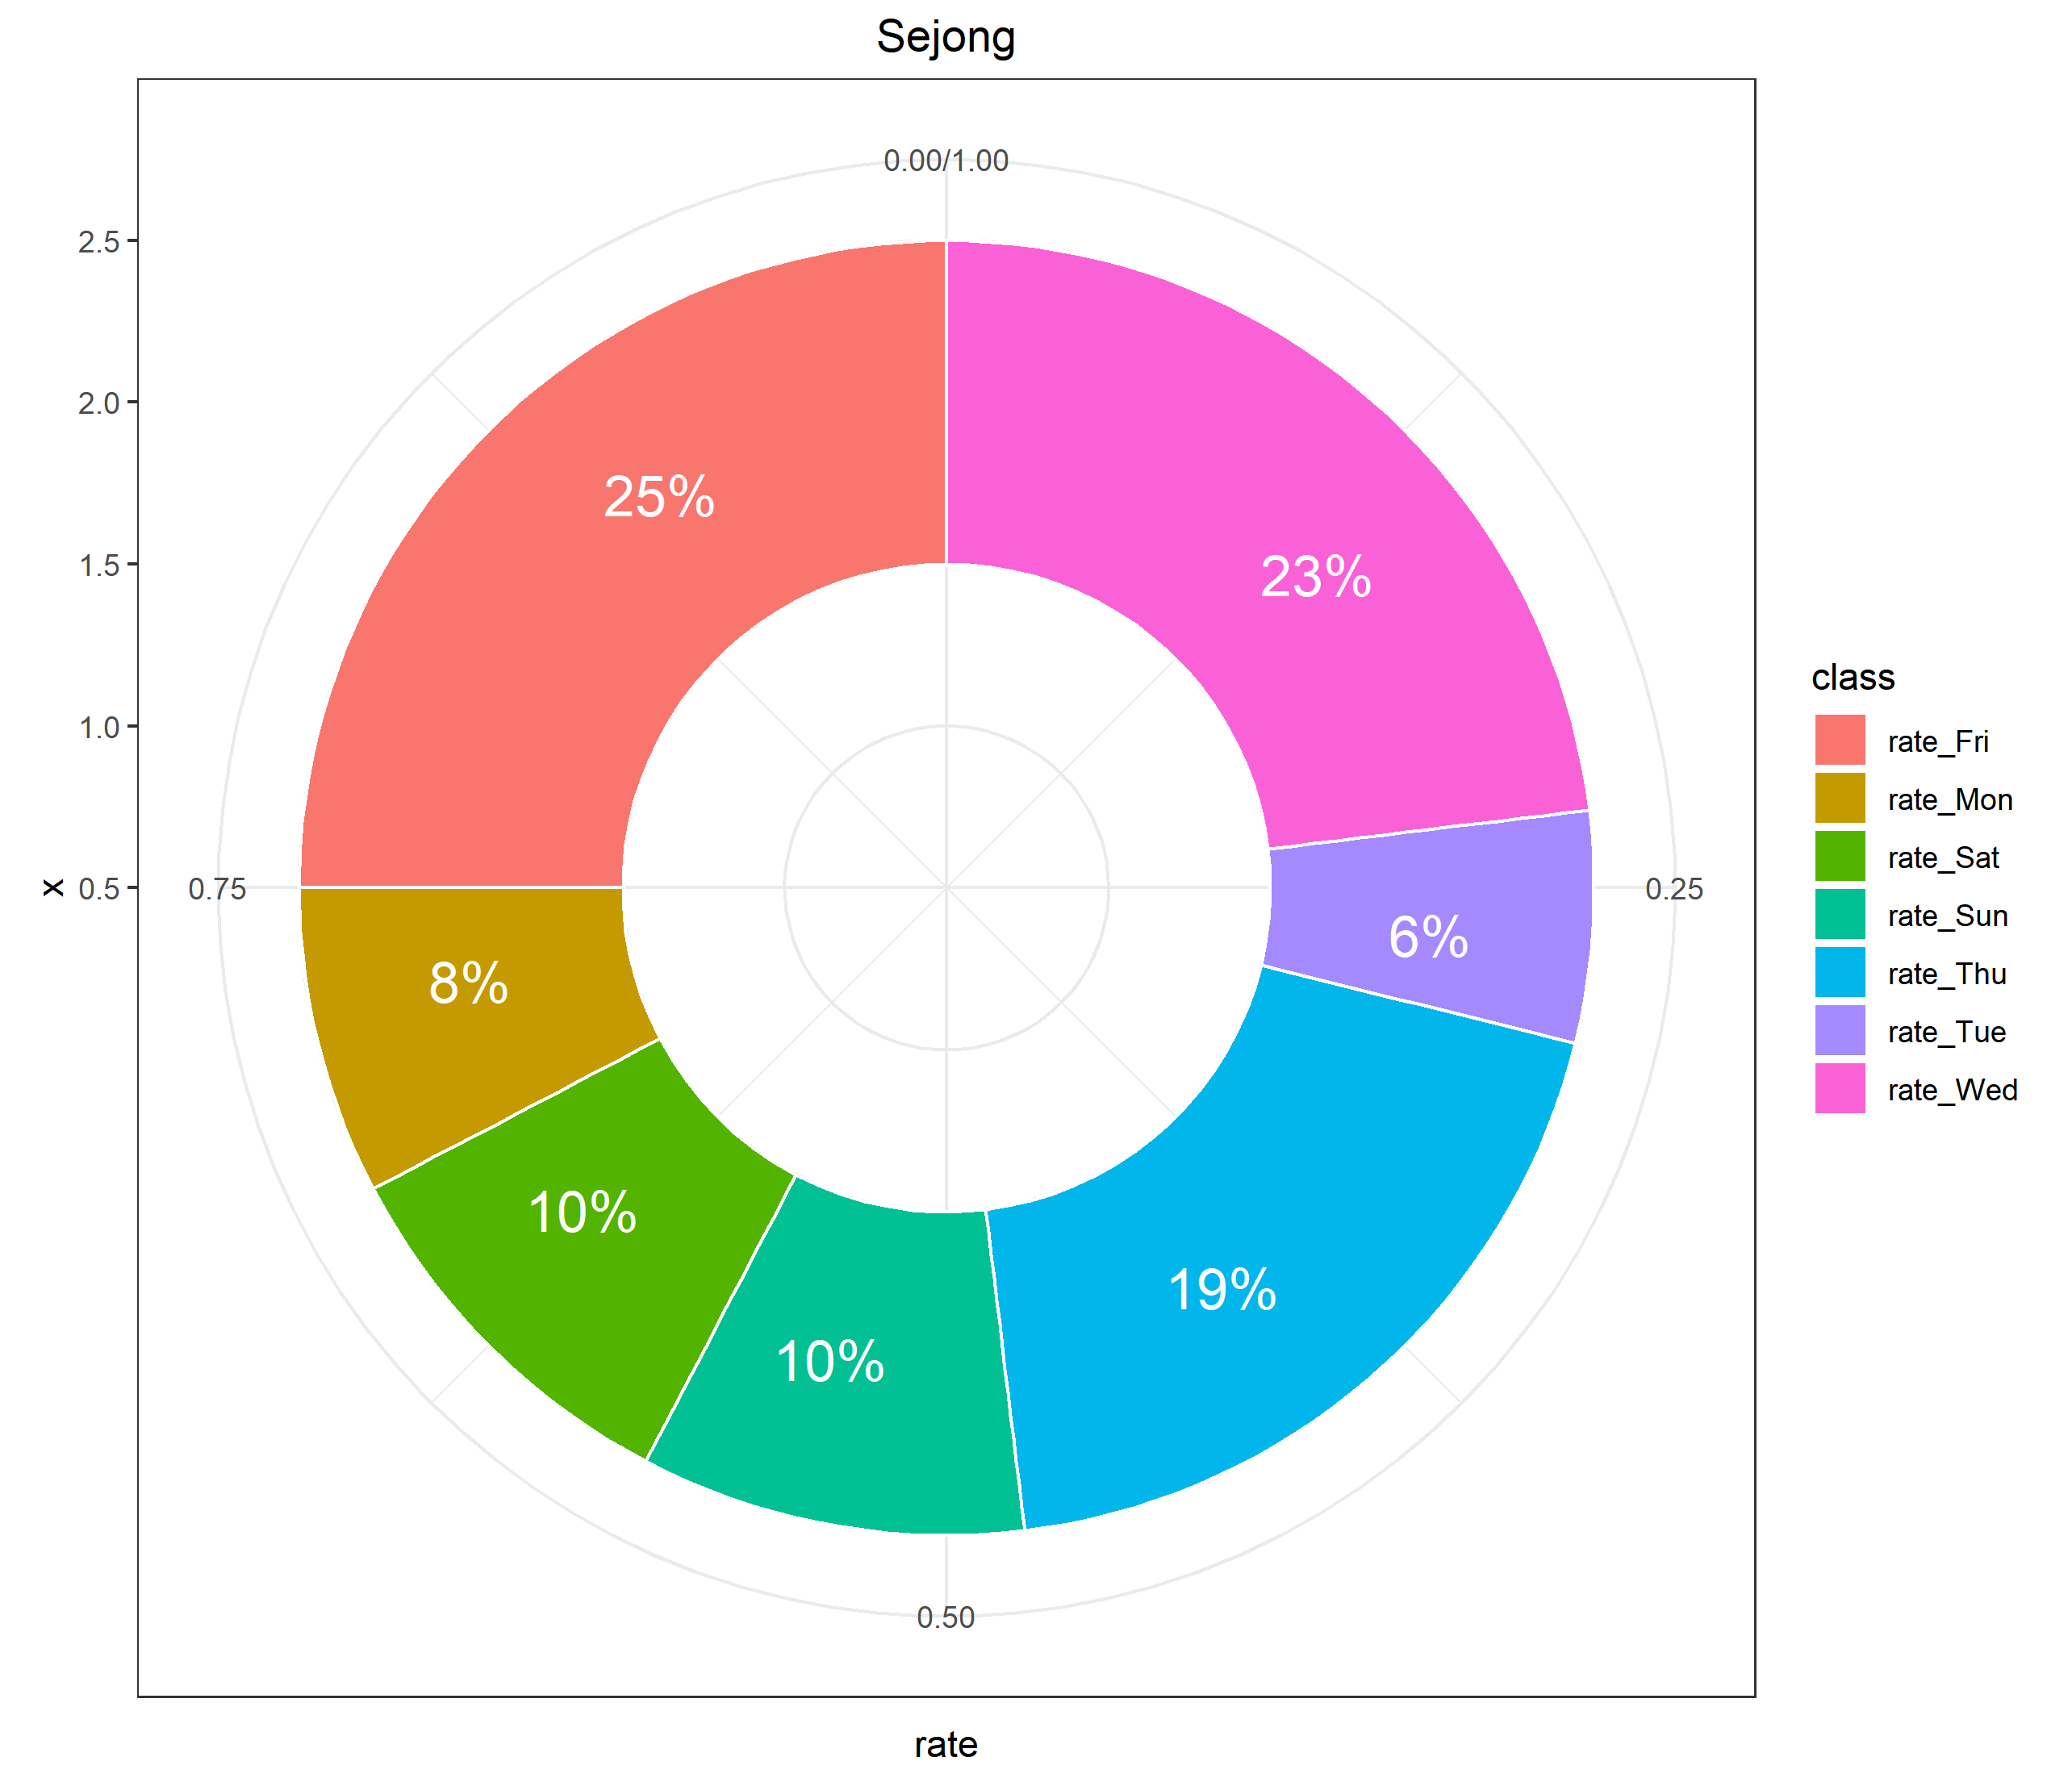 Sejong
0.00/1.00
2.5
2.0
1.5
1.0
x 0.5
0.75
0.25
0.50
25%
23%
8%
6%
10%
10%
19%
rate
class
rate_Fri
rate_Mon
rate_Sat
rate_Sun
rate_Thu
rate_Tue
rate_Wed